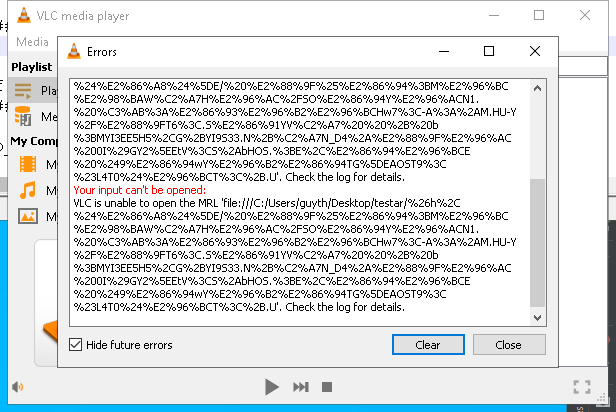 VLC media player
Media
Errors
Playlist
My Comp
%24%E2%86%A8%24%5DE/%20%E2%88%9F%25%E2%86%94%3BM%E2%96%BC
%E2%98%BAW%C2%A7H%E2%96%AC%2FSO%E2%86%94Y%E2%96%ACN1.
%20%C3%AB%3A%E2%86%93%E2%96%B2%E2%96%BCHw7%3C-A%3A%2AM.HU-Y
%2F%E2%88%9FT6%3C.S%E2%86%91YV%C2%A7%20%20%2B%20b
%3BMYI3EE5H5%2CG%2BYI9533.N%2B%C2%A7N_D4%2A%E2%88%9F%E2%96%AC
%200I%29GY2%5EEtV%3CS%2AbHOS.%3BE%2C%E2%86%94%E2%96%BCE
%20%249%E2%86%94wY%E2%96%B2%E2%86%94TG%5DEAOST9%3C
%23L4T0%24%E2%96%BCT%3C%2B.U'. Check the log for details.
Your input can't be opened:
VLC is unable to open the MRL 'file:///C:/Users/guyth/Desktop/testar/%26h%2C
%24%E2%86%A8%24%5DE/%20%E2%88%9F%25%E2%86%94%3BM%E2%96%BC
%E2%98%BAW%C2%A7H%E2%96%AC%2FSO%E2%86%94Y%E2%96%ACN1.
%20%C3%AB%3A%E2%86%93%E2%96%B2%E2%96%BCHw7%3C-A%3A%2AM.HU-Y
%2F%E2%88%9FT6%3C.S%E2%86%91YV%C2%A7%20%20%2B%20b
%3BMYI3EE5H5%2CG%2BYI9533.N%2B%C2%A7N_D4%2A%E2%88%9F%E2%96%AC
%200I%29GY2%5EEtV%3CS%2AbHOS.%3BE%2C%E2%86%94%E2%96%BCE
%20%249%E2%86%94wY%E2%96%B2%E2%86%94TG%5DEAOST9%3C
%23L4T0%24%E2%96%BCT%3C%2B.U'. Check the log for details.
Hide future errors
Clear
Close